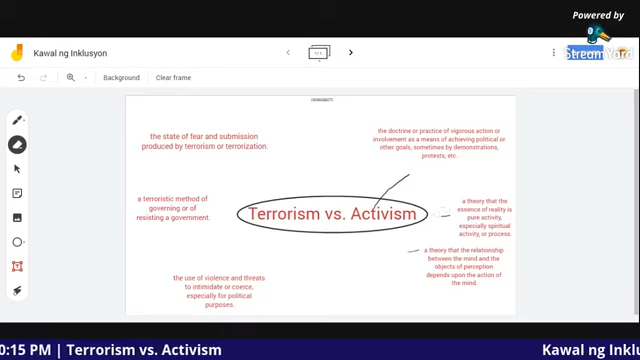 Powered by
Stream Yard
Kawal ng Inklusyon
Background
Clear frame
the state of fear and submission
produced by terrorism or terrorization.
the doctrine or practice of vigorous action or
involvement as a means of achieving political or
other goals, sometimes by demonstrations,
protests, etc.
a terroristic method of
governing or of
resisting a government.
Terrorism vs. Activism
a theory that the
essence of reality is
pure activity,
especially spiritual
activity, or process.
a theory that the relationship
between the mind and the
objects of perception
depends upon the action of
the mind.
the use of violence and threats
to intimidate or coerce,
especially for political
purposes.
0:15 PM | Terrorism vs. Activism
Kawal ng Inklu